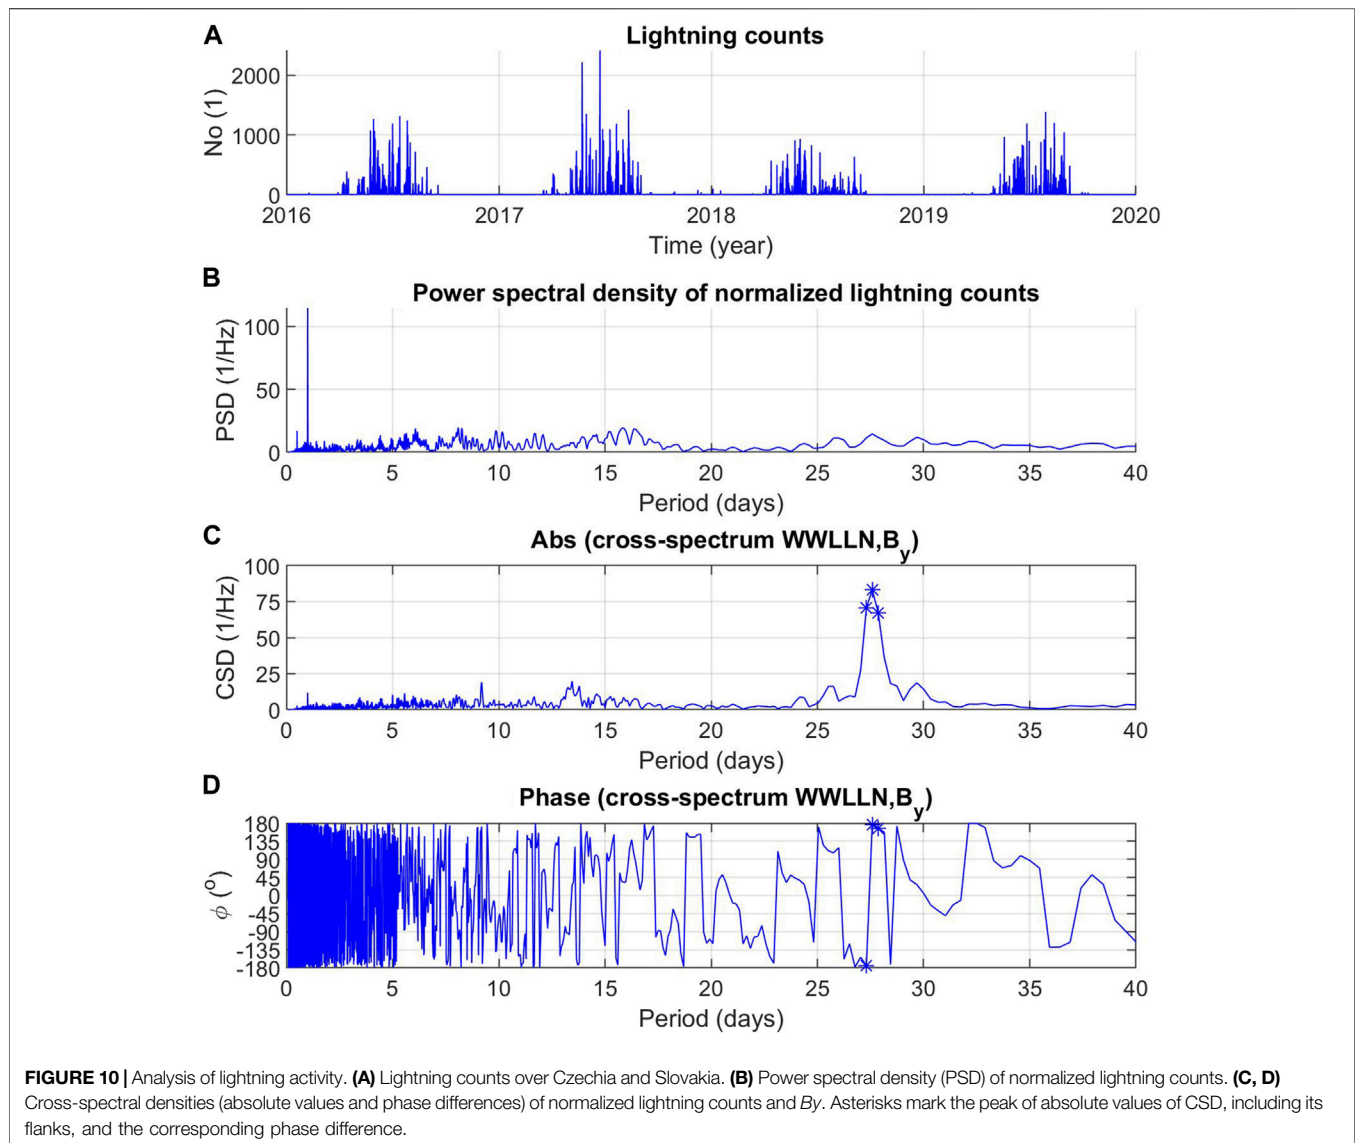 A
Lightning counts
No (1)
2000
1000
0
2016 2017 2018 2019 2020
Time (year)
B
Power spectral density of normalized lightning counts
PSD (1/Hz)
100
50
0
0 5 10 15 20 25 30 35 40
Period (days)
C
Abs (cross-spectrum WWLLN,By)
CSD (1/Hz)
100
75
50
25
0
0 5 10 15 20 25 30 35 40
Period (days)
D
Phase (cross-spectrum WWLLN,By)
ϕ (o)
180
135
90
45
0
-45
-90
-135
-180
0 5 10 15 20 25 30 35 40
Period (days)
FIGURE 10 | Analysis of lightning activity. (A) Lightning counts over Czechia and Slovakia. (B) Power spectral density (PSD) of normalized lightning counts. (C, D)
Cross-spectral densities (absolute values and phase differences) of normalized lightning counts and By. Asterisks mark the peak of absolute values of CSD, including its
flanks, and the corresponding phase difference.